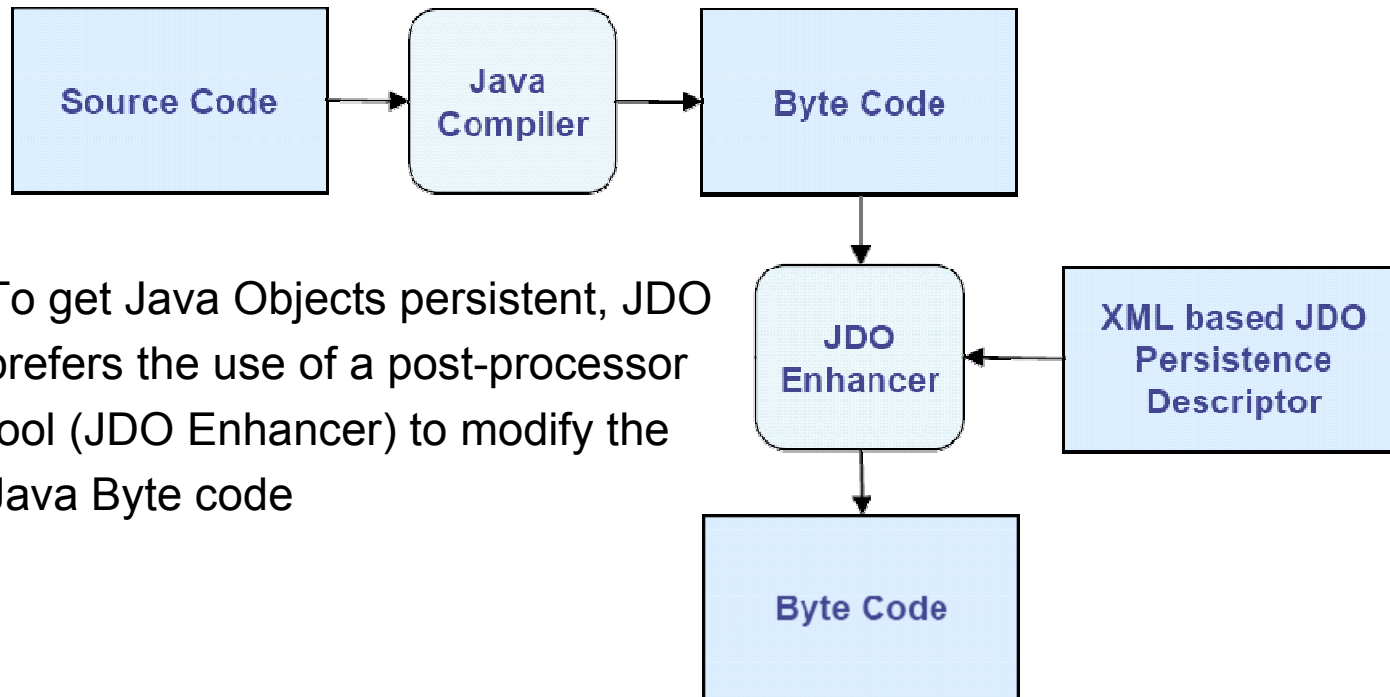 Source Code
Java
Compiler
Byte Code
To get Java Objects persistent, JDO
prefers the use of a post-processor
tool (JDO Enhancer) to modify the
Java Byte code
JDO
Enhancer
XML based JDO
Persistence
Descriptor
Byte Code